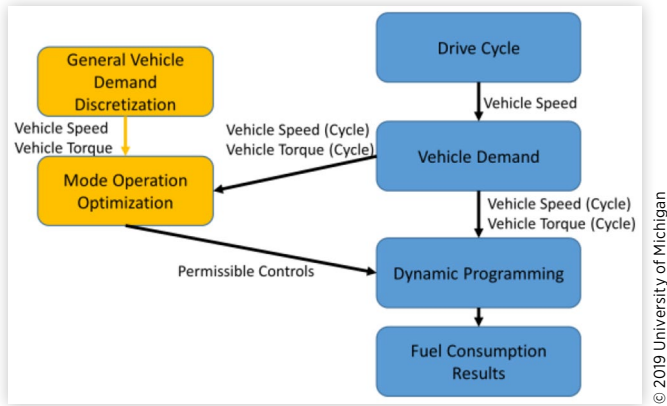 General Vehicle
Demand
Discretization
Vehicle Speed
Vehicle Torque
Mode Operation
Optimization
Drive Cycle
Vehicle Speed
Vehicle Demand
Vehicle Speed (Cycle)
Vehicle Torque (Cycle)
Vehicle Speed (Cycle)
Vehicle Torque (Cycle)
Permissible Controls
Dynamic Programming
Fuel Consumption
Results
© 2019 University of Michigan